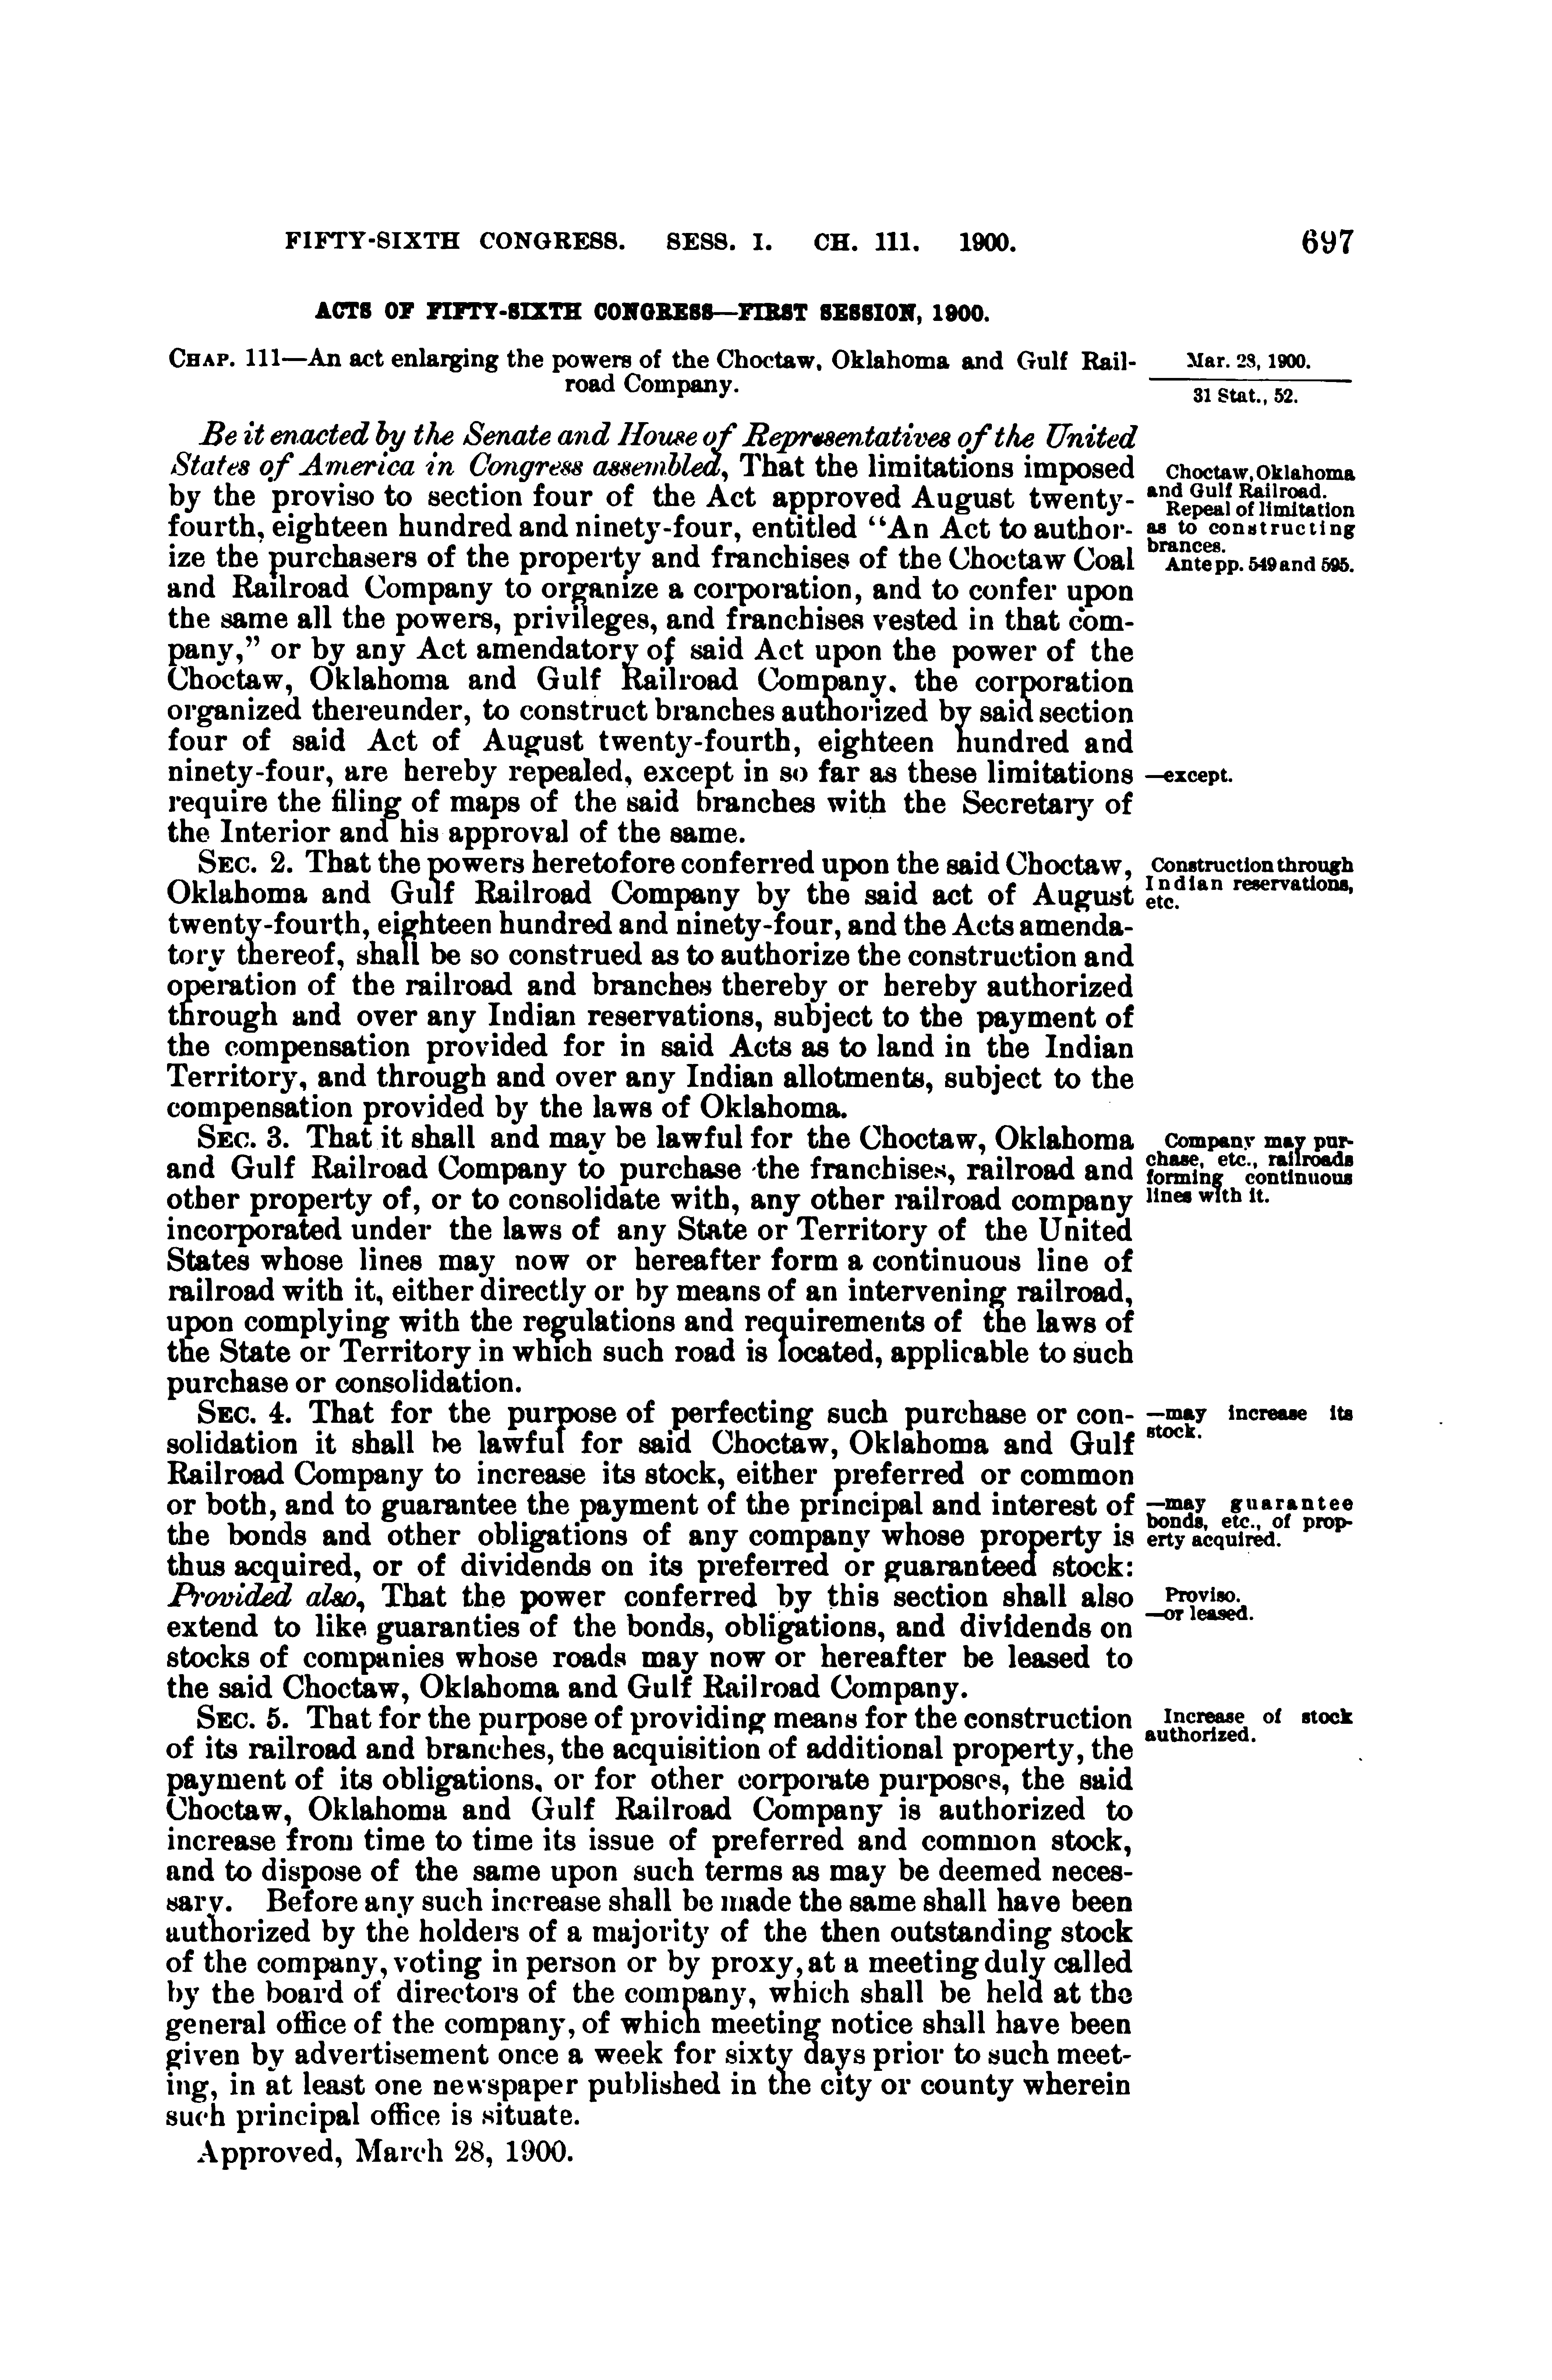 FIFTY-SIXTH CONGRESS. SESS. I. CH. 111. 1900. 697
ACTS OF FIFTY-SIXTH CONGRESS—FIRST SESSION, 1900.
CHAP. 111—An act enlarging the powers of the Choctaw, Oklahoma and Gulf Rail-
road Company.
Mar. 28, 1900.
31 Stat., 52.
Be it enacted by the Senate and House of Representatives of the United
States of America in Congress assembled, That the limitations imposed
by the proviso to section four of the Act approved August twenty-
fourth, eighteen hundred and ninety-four, entitled “An Act to author-
ize the purchasers of the property and franchises of the Choctaw Coal
and Railroad Company to organize a corporation, and to confer upon
the same all the powers, privileges, and franchises vested in that com-
pany,” or by any Act amendatory of said Act upon the power of the
Choctaw, Oklahoma and Gulf Railroad Company, the corporation
organized thereunder, to construct branches authorized by said section
four of said Act of August twenty-fourth, eighteen hundred and
ninety-four, are hereby repealed, except in so far as these limitations
require the filing of maps of the said branches with the Secretary of
the Interior and his approval of the same.
Choctaw, Oklahoma
and Gulf Railroad.
Repeal of limitation
as to constructing
brances.
Ante pp. 549 and 595.
—except.
SEC. 2. That the powers heretofore conferred upon the said Choctaw,
Oklahoma and Gulf Railroad Company by the said act of August
twenty-fourth, eighteen hundred and ninety-four, and the Acts amenda-
tory thereof, shall be so construed as to authorize the construction and
operation of the railroad and branches thereby or hereby authorized
through and over any Indian reservations, subject to the payment of
the compensation provided for in said Acts as to land in the Indian
Territory, and through and over any Indian allotments, subject to the
compensation provided by the laws of Oklahoma.
Construction through
Indian reservations,
etc.
SEC. 3. That it shall and may be lawful for the Choctaw, Oklahoma
and Gulf Railroad Company to purchase the franchises, railroad and
other property of, or to consolidate with, any other railroad company
incorporated under the laws of any State or Territory of the United
States whose lines may now or hereafter form a continuous line of
railroad with it, either directly or by means of an intervening railroad,
upon complying with the regulations and requirements of the laws of
the State or Territory in which such road is located, applicable to such
purchase or consolidation.
Company may pur-
chase, etc., railroads
forming continuous
lines with it.
SEC. 4. That for the purpose of perfecting such purchase or con-
solidation it shall be lawful for said Choctaw, Oklahoma and Gulf
Railroad Company to increase its stock, either preferred or common
or both, and to guarantee the payment of the principal and interest of
the bonds and other obligations of any company whose property is
thus acquired, or of dividends on its preferred or guaranteed stock:
Provided also, That the power conferred by this section shall also
extend to like guaranties of the bonds, obligations, and dividends on
stocks of companies whose roads may now or hereafter be leased to
the said Choctaw, Oklahoma and Gulf Railroad Company.
—may increase its
stock.
—may guarantee
bonds, etc., of prop-
erty acquired.
Proviso.
—or leased.
SEC. 5. That for the purpose of providing means for the construction
of its railroad and branches, the acquisition of additional property, the
payment of its obligations, or for other corporate purposes, the said
Choctaw, Oklahoma and Gulf Railroad Company is authorized to
increase from time to time its issue of preferred and common stock,
and to dispose of the same upon such terms as may be deemed neces-
sary. Before any such increase shall be made the same shall have been
authorized by the holders of a majority of the then outstanding stock
of the company, voting in person or by proxy, at a meeting duly called
by the board of directors of the company, which shall be held at the
general office of the company, of which meeting notice shall have been
given by advertisement once a week for sixty days prior to such meet-
ing, in at least one newspaper published in the city or county wherein
such principal office is situate.
Increase of stock
authorized.
Approved, March 28, 1900.